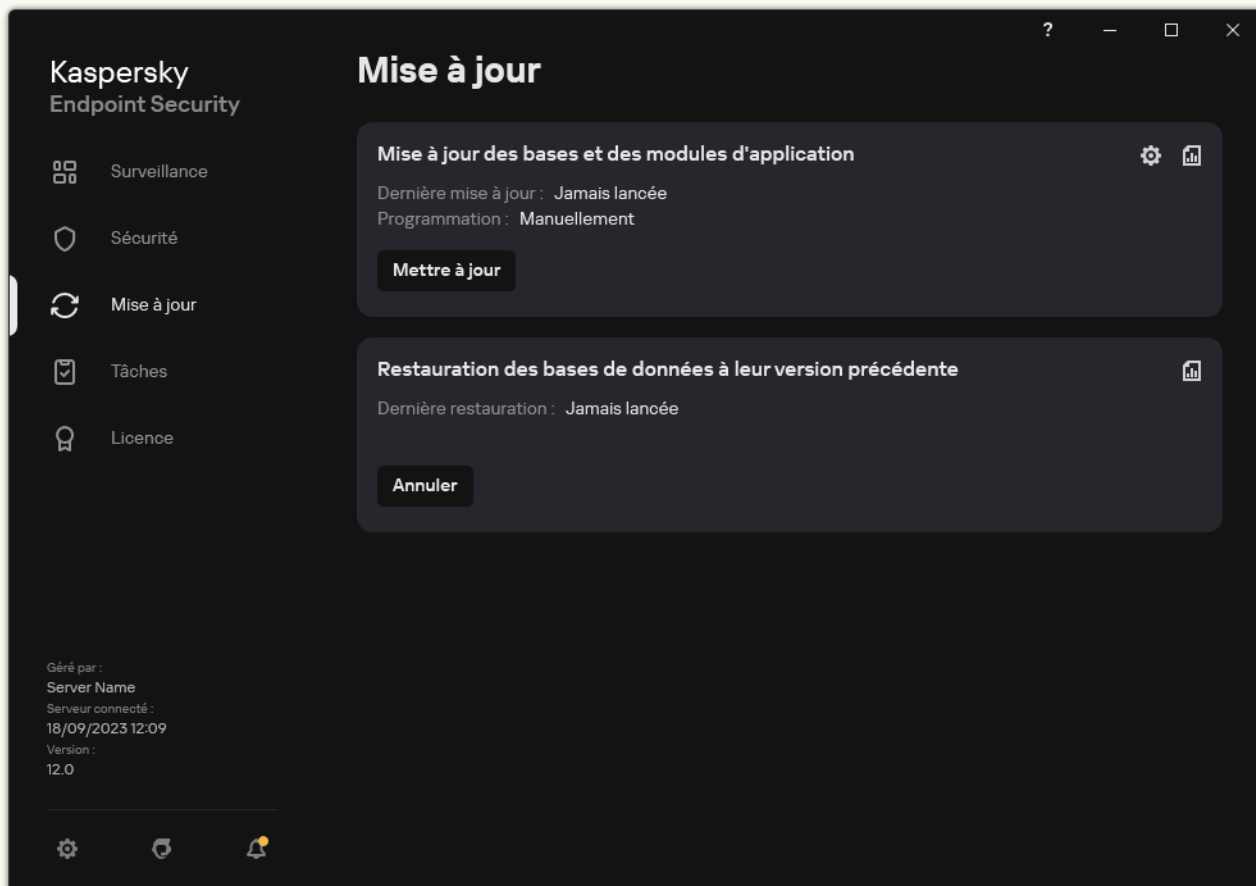 ?
Kaspersky
Endpoint Security
Surveillance
Sécurité
Mise à jour
Tâches
Licence
Géré par :
Server Name
Serveur connecté :
18/09/2023 12:09
Version :
12.0
Mise à jour
Mise à jour des bases et des modules d'application
Dernière mise à jour : Jamais lancée
Programmation : Manuellement
Mettre à jour
Restauration des bases de données à leur version précédente
Dernière restauration : Jamais lancée
Annuler